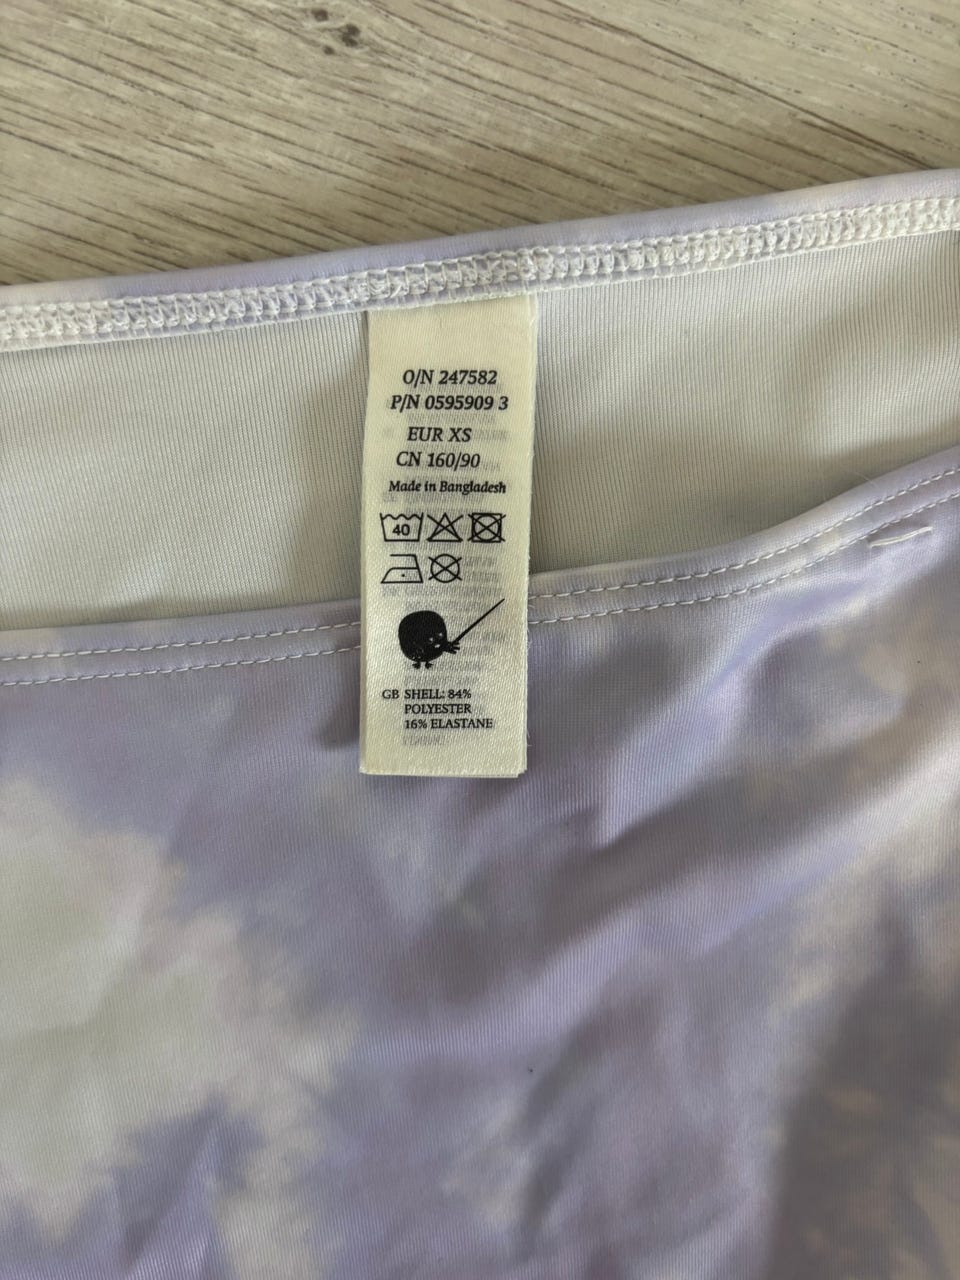 O/N 247582
P/N 0595909 3
EUR XS
CN 160/90
Made in Bangladesh
40
GB SHELL: 84%
POLYESTER
16% ELASTANE